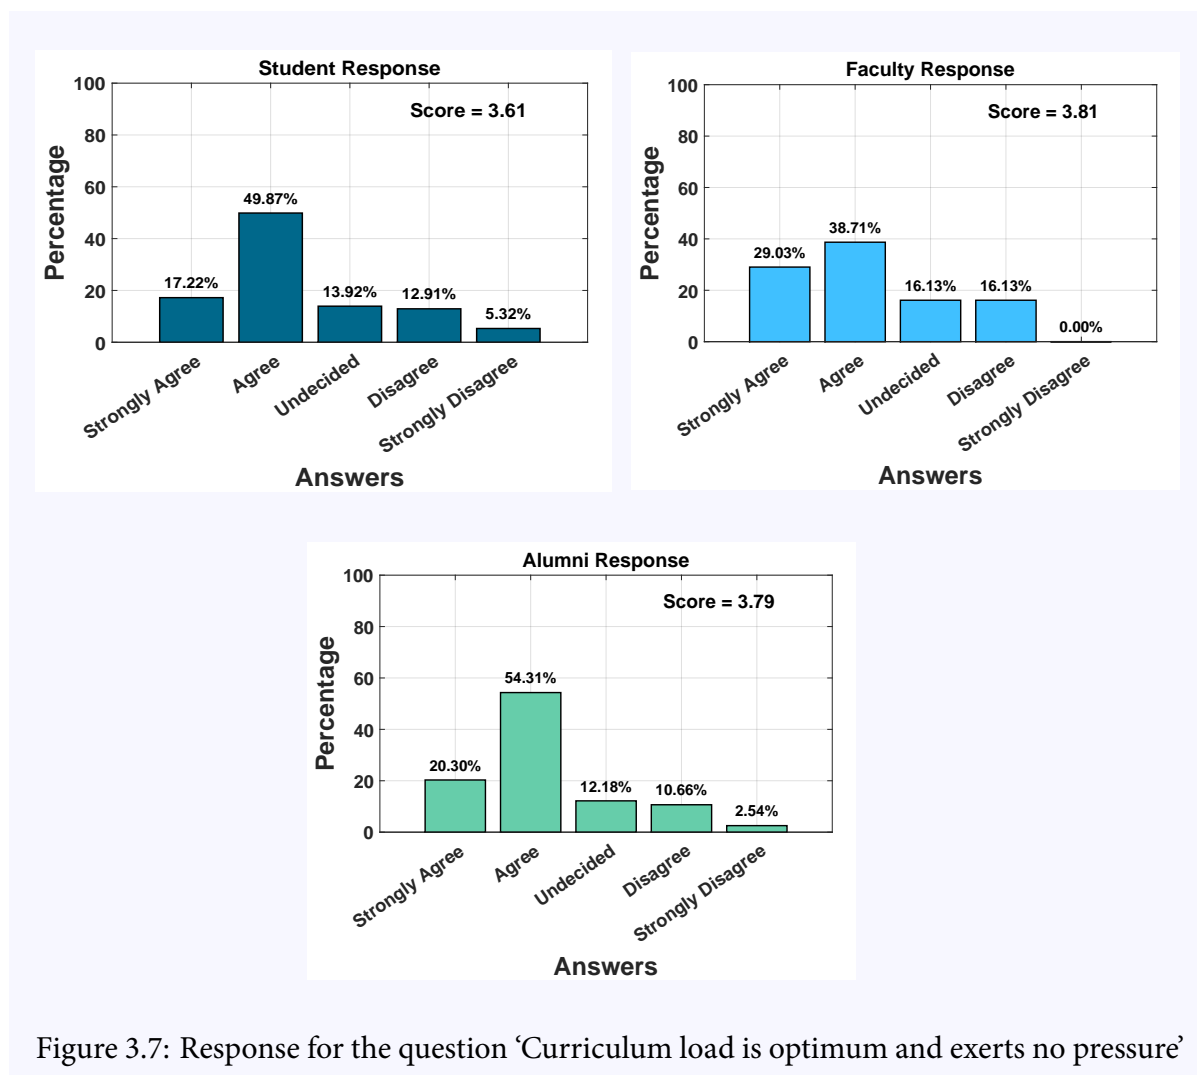 Student Response
Score = 3.61
100
80
60
40
20
0
Percentage
17.22%
49.87%
13.92%
12.91%
5.32%
Strongly Agree
Agree
Undecided
Disagree
Strongly Disagree
Answers
Faculty Response
Score = 3.81
100
80
60
40
20
0
Percentage
29.03%
38.71%
16.13%
16.13%
0.00%
Strongly Agree
Agree
Undecided
Disagree
Strongly Disagree
Answers
Alumni Response
Score = 3.79
100
80
60
40
20
0
Percentage
20.30%
54.31%
12.18%
10.66%
2.54%
Strongly Agree
Agree
Undecided
Disagree
Strongly Disagree
Answers
Figure 3.7: Response for the question ‘Curriculum load is optimum and exerts no pressure’